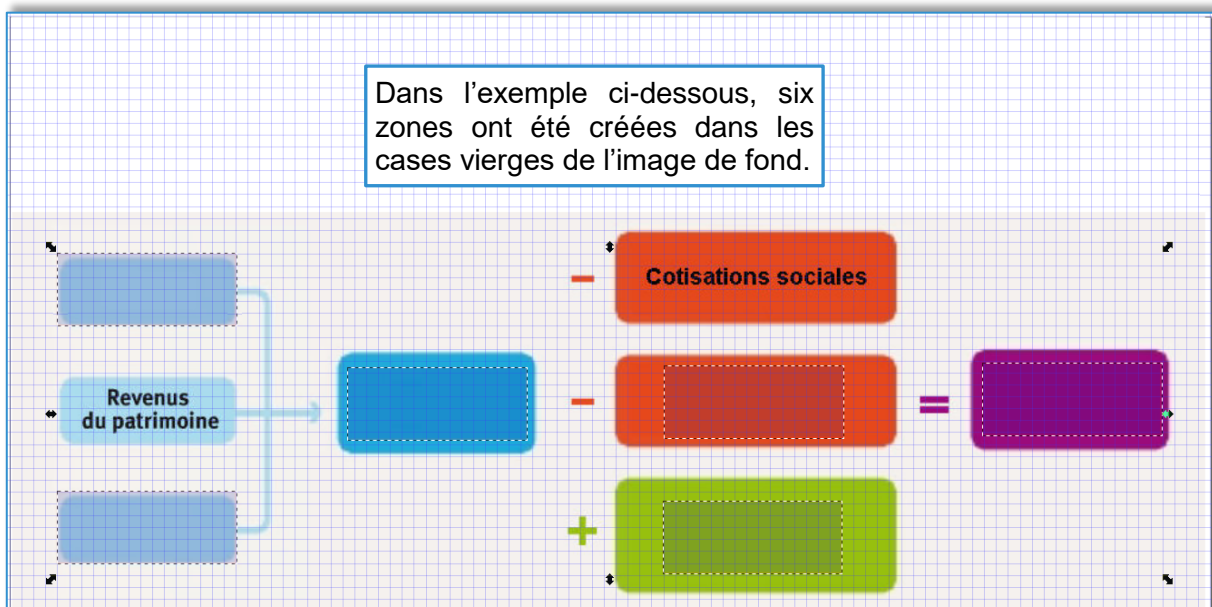 Dans l’exemple ci-dessous, six
zones ont été créées dans les
cases vierges de l’image de fond.
− Cotisations sociales
Revenus
du patrimoine
− =
+